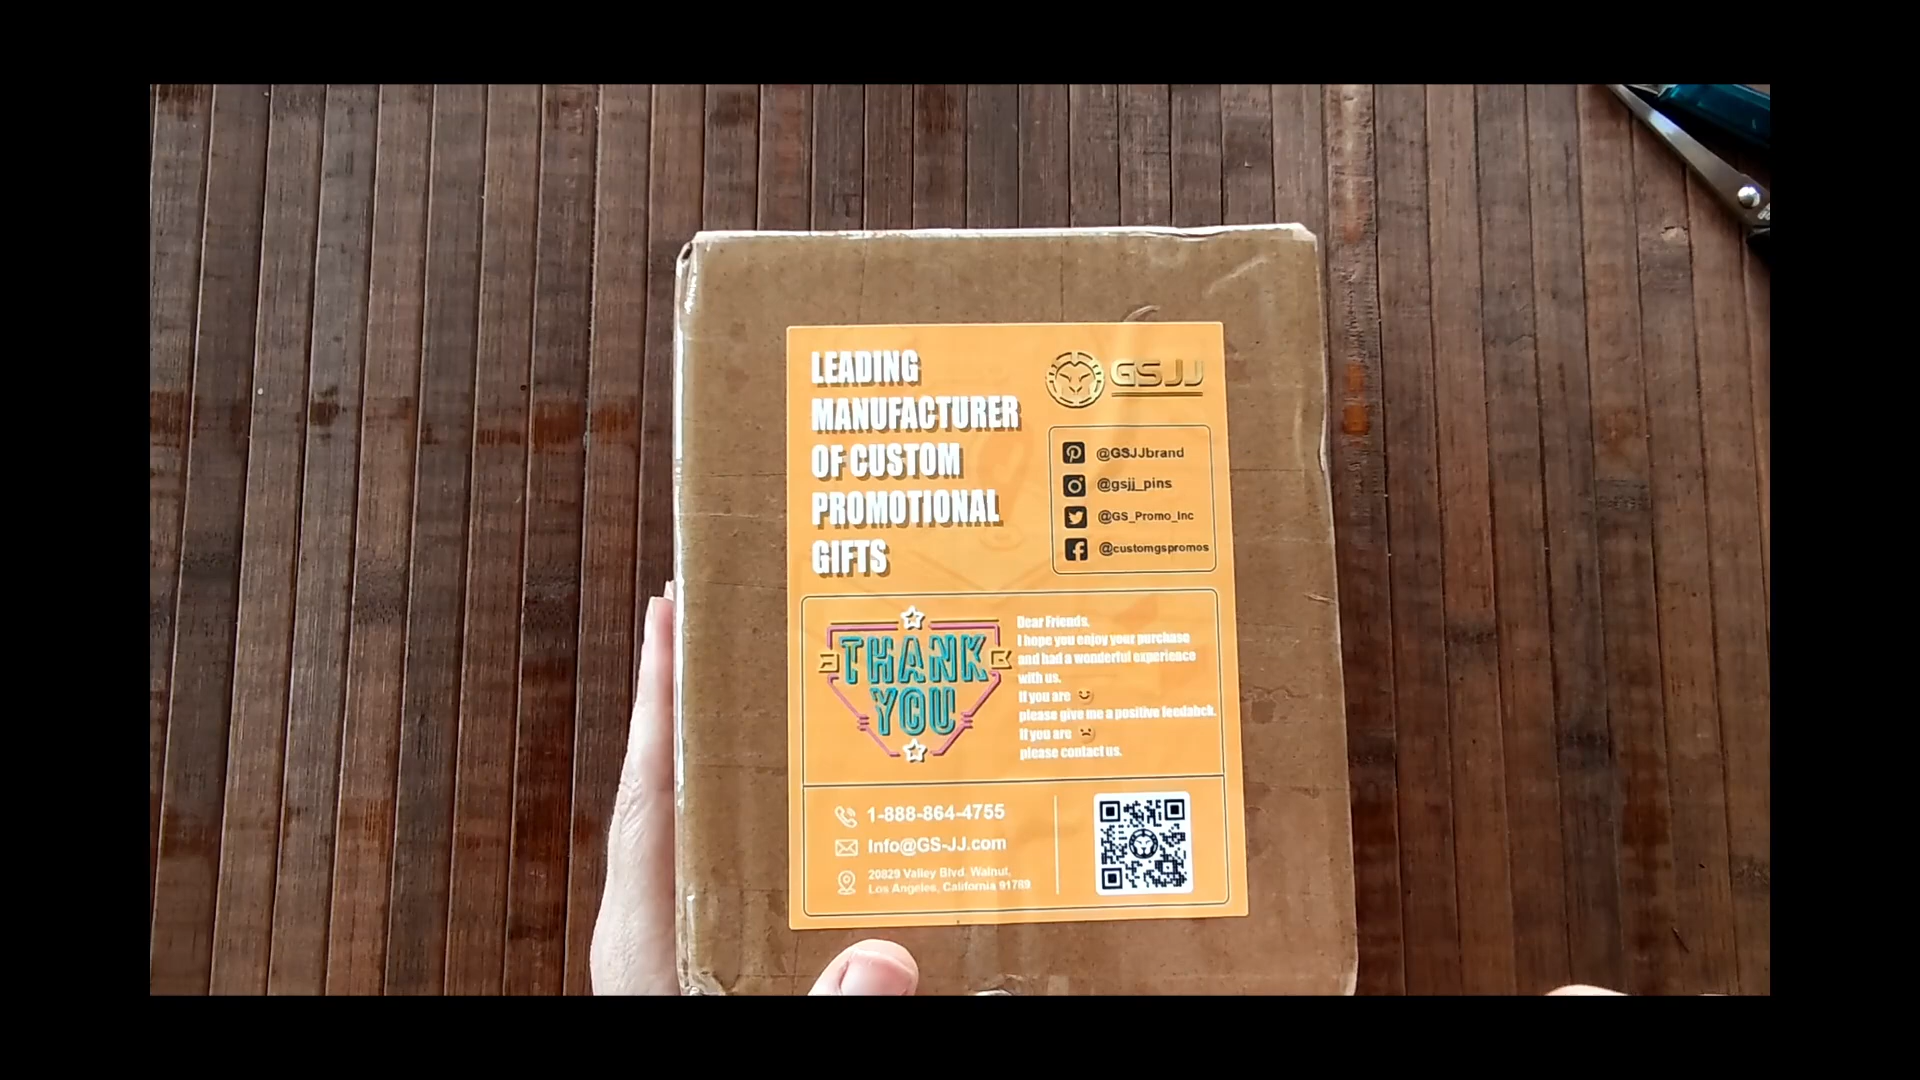 LEADING
MANUFACTURER
OF CUSTOM
PROMOTIONAL
GIFTS
GSJJ
@GSJJbrand
@gsjj_pins
@GS_Promo_Inc
@customgspromos
THANK
YOU
Dear Friends,
I hope you enjoy your purchase
and had a wonderful experience
with us.
If you are
please give me a positive feedabck.
If you are
please contact us.
1-888-864-4755
Info@GS-JJ.com
20829 Valley Blvd. Walnut,
Los Angeles, California 91789